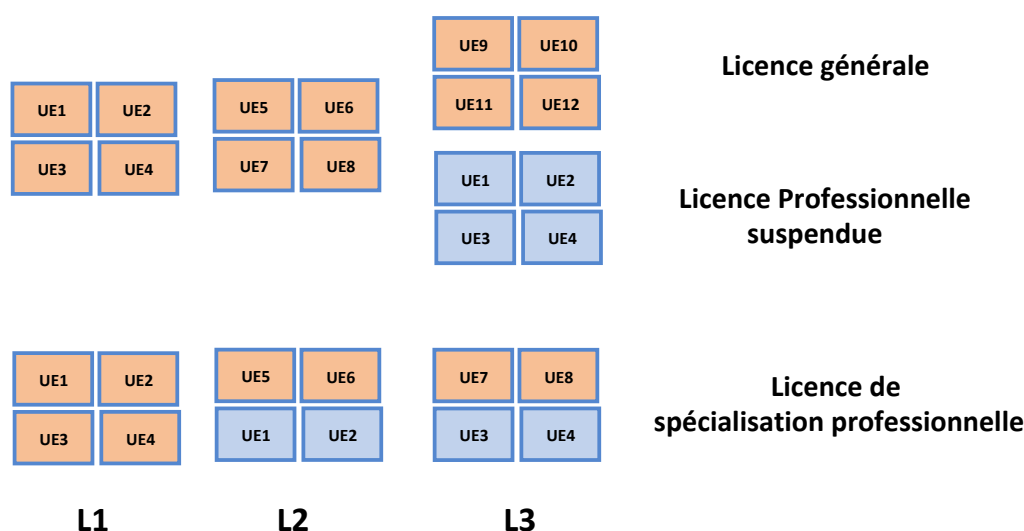 UE9 UE10
Licence générale
UE1 UE2 UE5 UE6 UE11 UE12
UE3 UE4 UE7 UE8
UE1 UE2
Licence Professionnelle
suspendue
UE3 UE4
UE1 UE2 UE5 UE6 UE7 UE8
Licence de
spécialisation professionnelle
UE3 UE4 UE1 UE2 UE3 UE4
L1 L2 L3